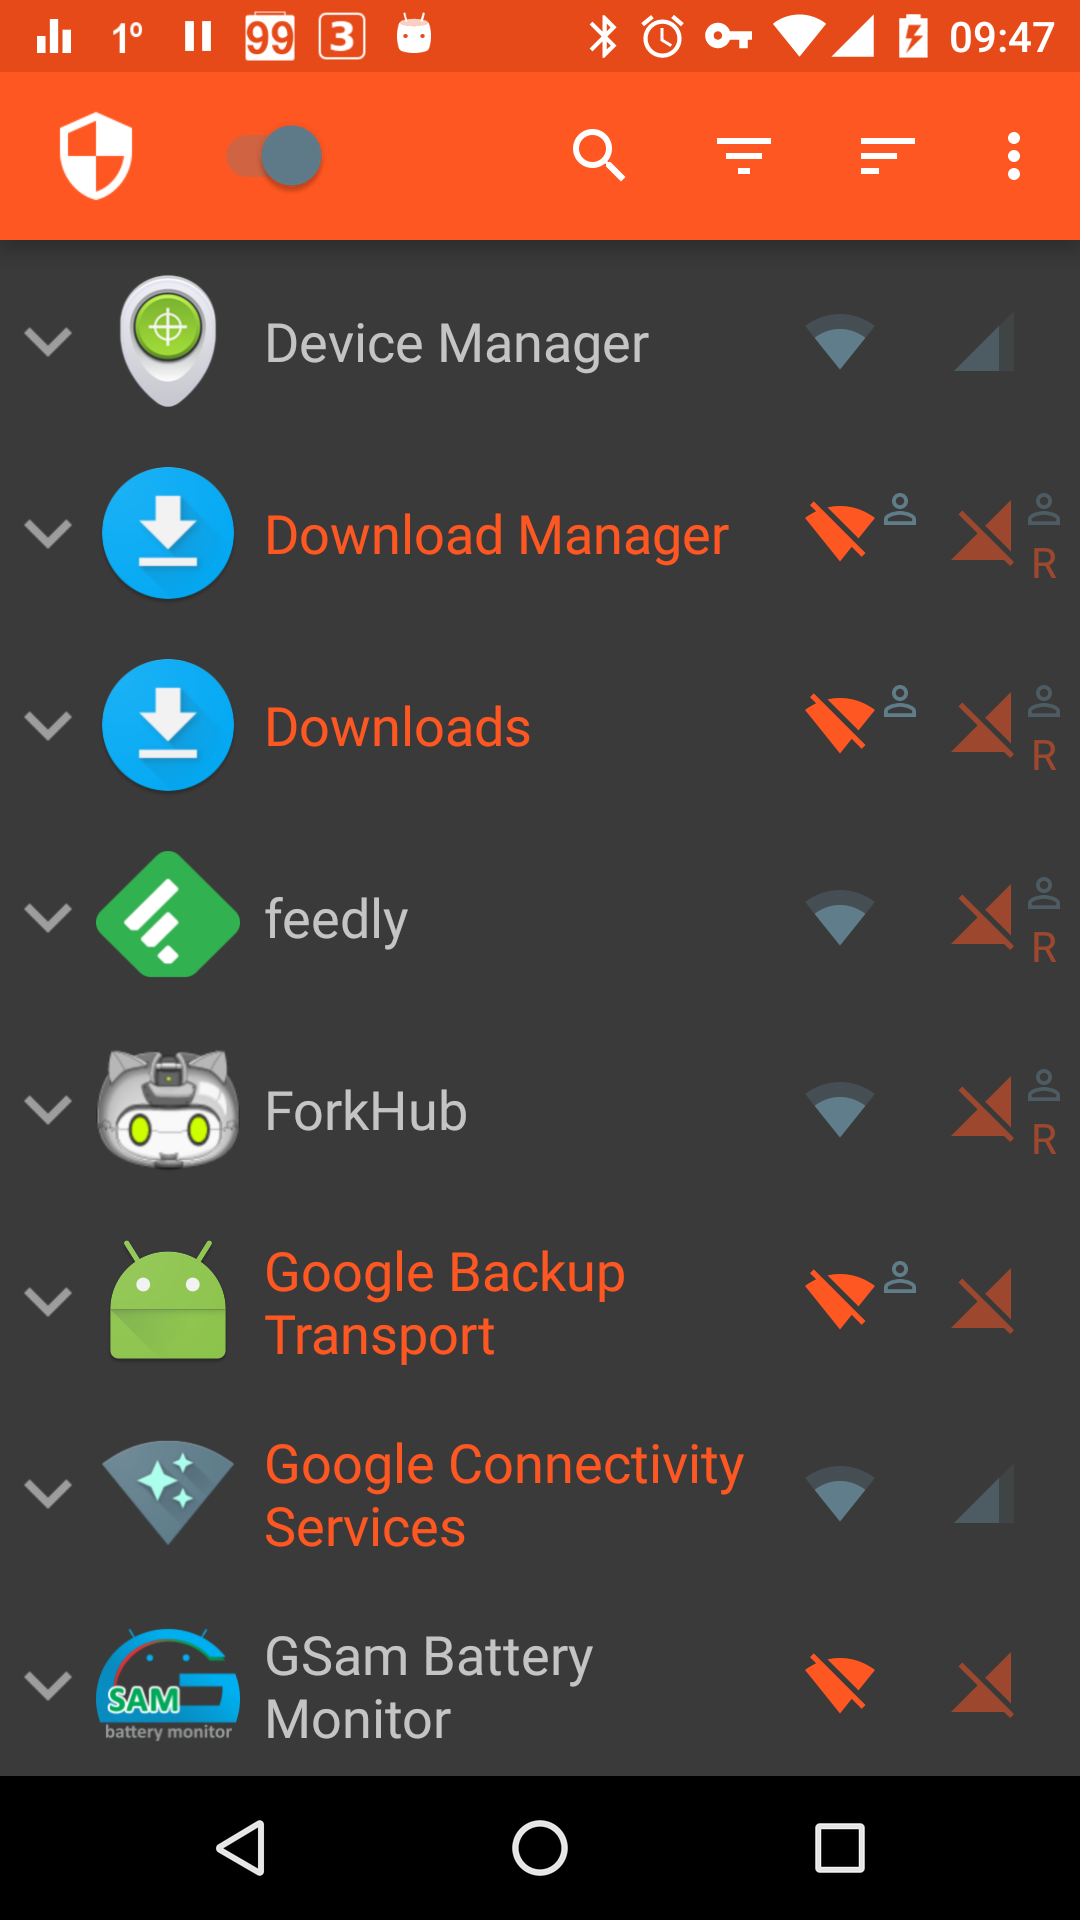 1º 99 3 09:47
Device Manager
Download Manager
R
Downloads
R
feedly
R
ForkHub
R
Google Backup
Transport
Google Connectivity
Services
SAM
battery monitor
GSam Battery
Monitor